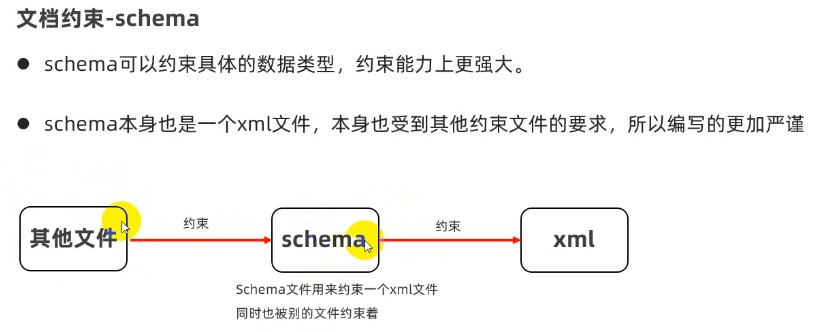 文档约束-schema
● schema可以约束具体的数据类型，约束能力上更强大。
● schema本身也是一个xml文件，本身也受到其他约束文件的要求，所以编写的更加严谨
其他文件
约束
schema
约束
xml
Schema文件用来约束一个xml文件
同时也被别的文件约束着